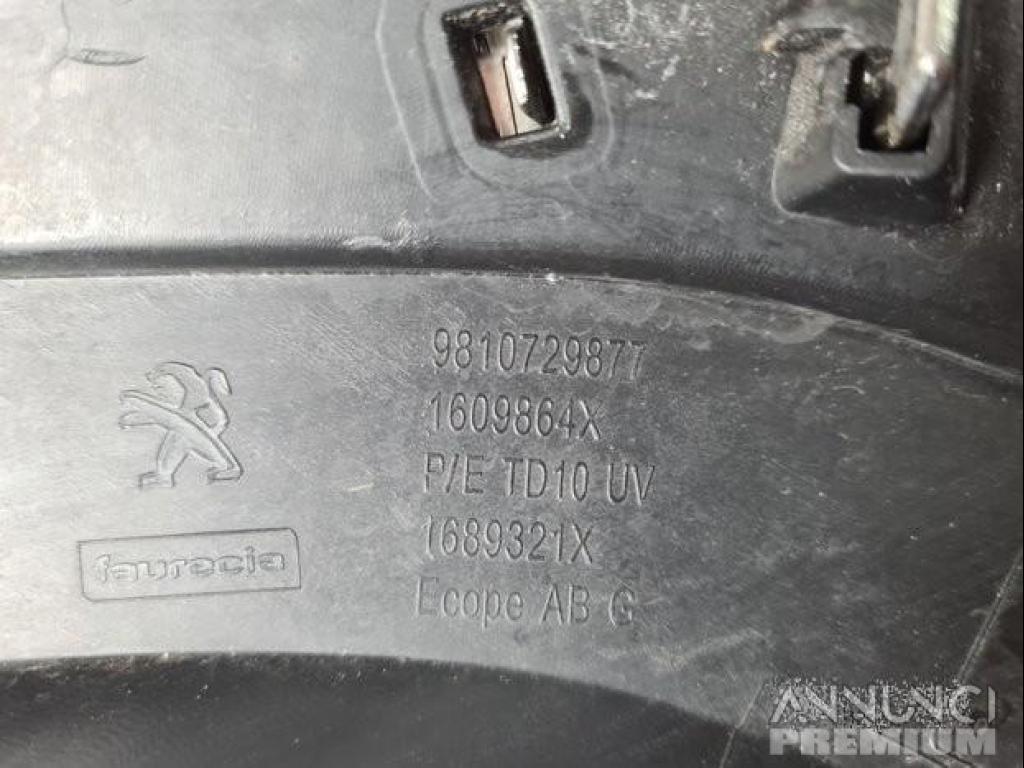 9810729877
1609864X
P/E TD10 UV
1689321X
Ecope AB G
faurecia
ANNUNCI
PREMIUM